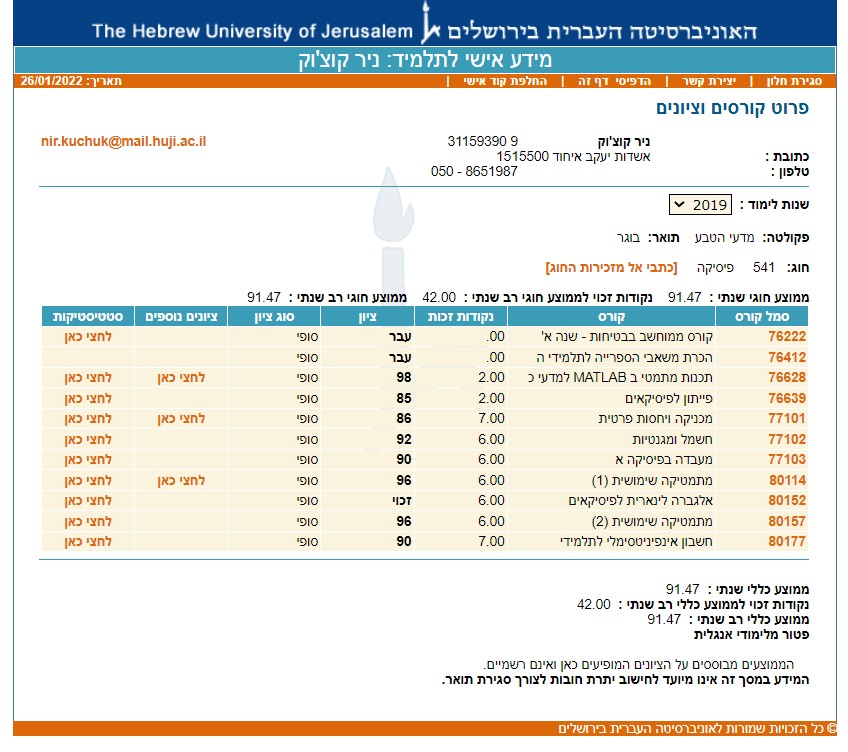 האוניברסיטה העברית בירושלים The Hebrew University of Jerusalem
מידע אישי לתלמיד: ניר קוצ'וק
סגירת חלון | יצירת קשר | הדפיסי דף זה | החלפת קוד אישי | תאריך: 26/01/2022
פרוט קורסים וציונים
ניר קוצ'וק 31159390 9 nir.kuchuk@mail.huji.ac.il
כתובת : אשדות יעקב איחוד 1515500
טלפון : 050 - 8651987
שנות לימוד : 2019
פקולטה: מדעי הטבע תואר: בוגר
חוג: 541 פיסיקה [כתבי אל מזכירות החוג]
ממוצע חוגי שנתי : 91.47 נקודות זכוי לממוצע חוגי רב שנתי : 42.00 ממוצע חוגי רב שנתי : 91.47
סמל קורס קורס נקודות זכות ציון סוג ציון ציונים נוספים סטטיסטיקות
76222 קורס ממוחשב בבטיחות - שנה א' .00 עבר סופי לחצי כאן
76412 הכרת משאבי הספרייה לתלמידי ה .00 עבר סופי
76628 תכנות מתמטי ב MATLAB למדעי כ 2.00 98 סופי לחצי כאן לחצי כאן
76639 פייתון לפיסיקאים 2.00 85 סופי לחצי כאן
77101 מכניקה ויחסות פרטית 7.00 86 סופי לחצי כאן לחצי כאן
77102 חשמל ומגנטיות 6.00 92 סופי לחצי כאן
77103 מעבדה בפיסיקה א 6.00 90 סופי לחצי כאן
80114 מתמטיקה שימושית (1) 6.00 96 סופי לחצי כאן לחצי כאן
80152 אלגברה לינארית לפיסיקאים 6.00 זכוי סופי לחצי כאן
80157 מתמטיקה שימושית (2) 6.00 96 סופי לחצי כאן
80177 חשבון אינפיניטסימלי לתלמידי 7.00 90 סופי לחצי כאן
ממוצע כללי שנתי : 91.47
נקודות זכוי לממוצע כללי רב שנתי : 42.00
ממוצע כללי רב שנתי : 91.47
פטור מלימודי אנגלית
הממוצעים מבוססים על הציונים המופיעים כאן ואינם רשמיים.
המידע במסך זה אינו מיועד לחישוב יתרת חובות לצורך סגירת תואר.
© כל הזכויות שמורות לאוניברסיטה העברית בירושלים